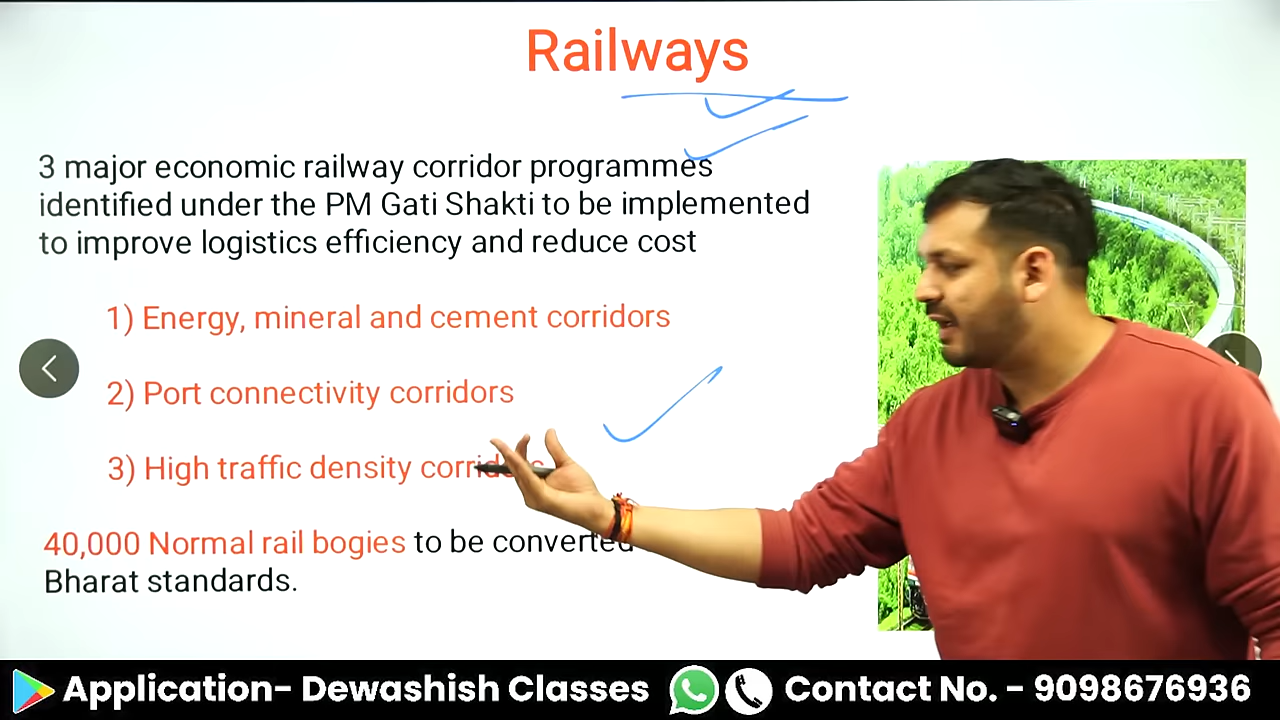 Railways
3 major economic railway corridor programmes
identified under the PM Gati Shakti to be implemented
to improve logistics efficiency and reduce cost
1) Energy, mineral and cement corridors
2) Port connectivity corridors
3) High traffic density corridors
40,000 Normal rail bogies to be converted
Bharat standards.
Application- Dewashish Classes
Contact No. - 9098676936